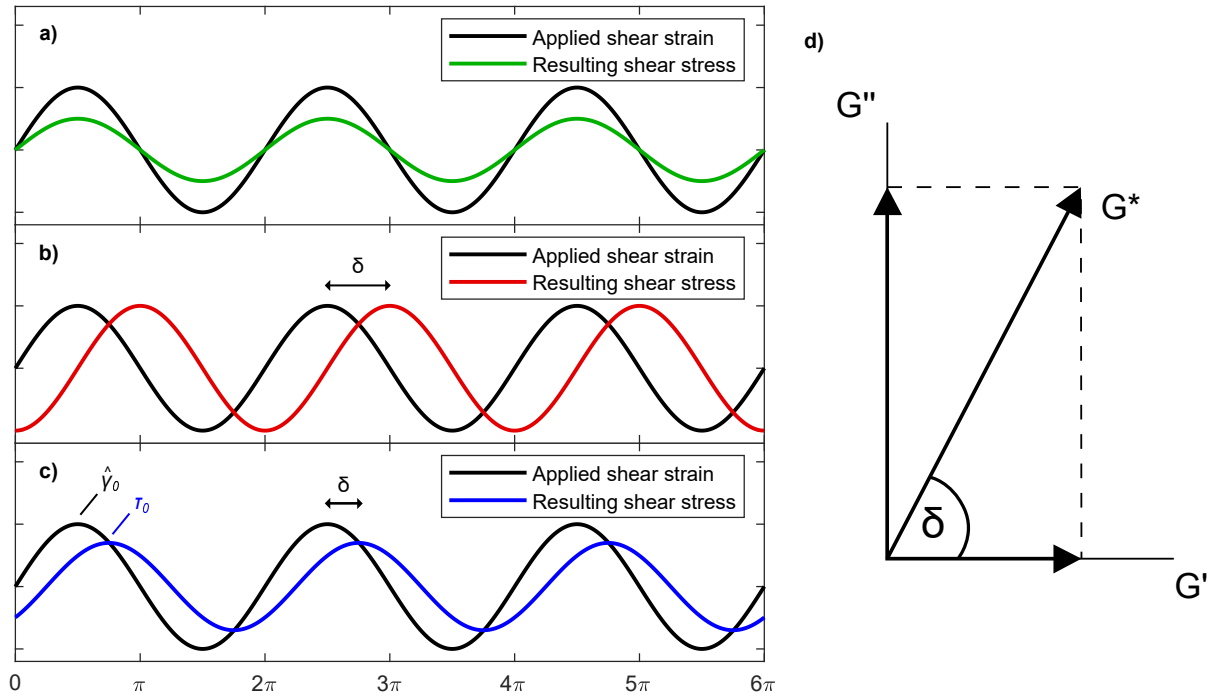 a)
Applied shear strain
Resulting shear stress
b)
δ
Applied shear strain
Resulting shear stress
c)
γ̂₀
τ₀
δ
Applied shear strain
Resulting shear stress
0
π
2π
3π
4π
5π
6π
d)
G"
G*
δ
G'